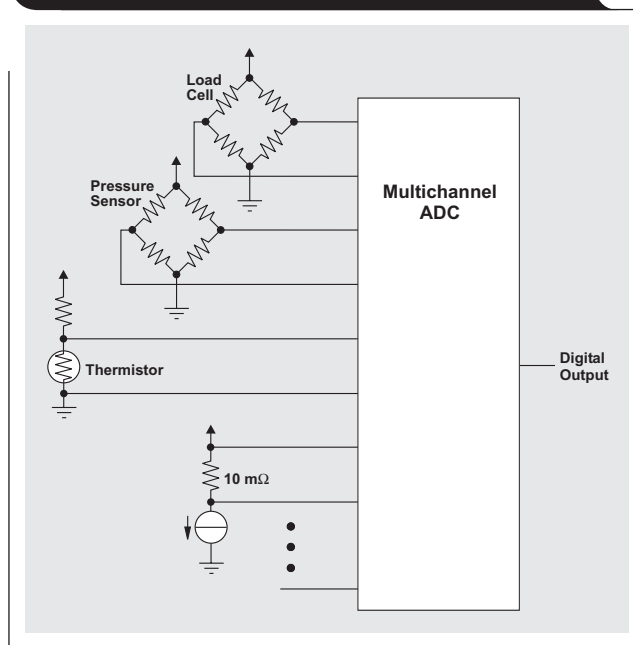 Load
Cell
Multichannel
ADC
Pressure
Sensor
Thermistor
Digital
Output
10 mΩ